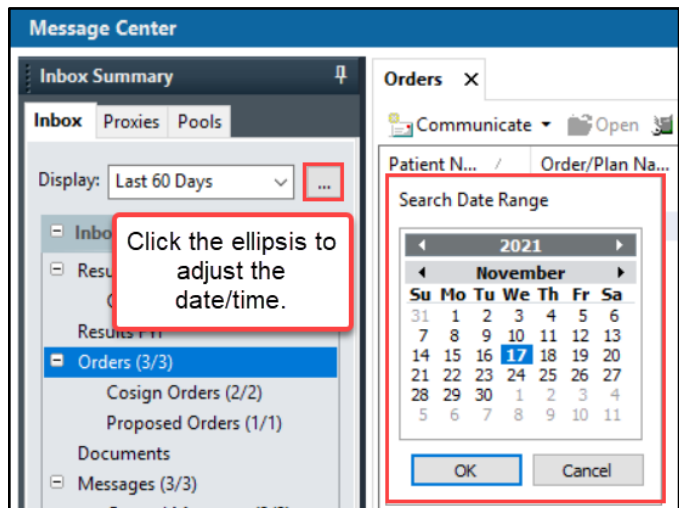 Message Center
Inbox Summary
Inbox Proxies Pools
Display: Last 60 Days ...
Click the ellipsis to
adjust the
date/time.
Inbo
Resu
Results FYI
Orders (3/3)
Cosign Orders (2/2)
Proposed Orders (1/1)
Documents
Messages (3/3)
Orders X
Communicate Open
Patient N... Order/Plan Na...
Search Date Range
2021
November
Su Mo Tu We Th Fr Sa
31 1 2 3 4 5 6
7 8 9 10 11 12 13
14 15 16 17 18 19 20
21 22 23 24 25 26 27
28 29 30 1 2 3 4
5 6 7 8 9 10 11
OK Cancel